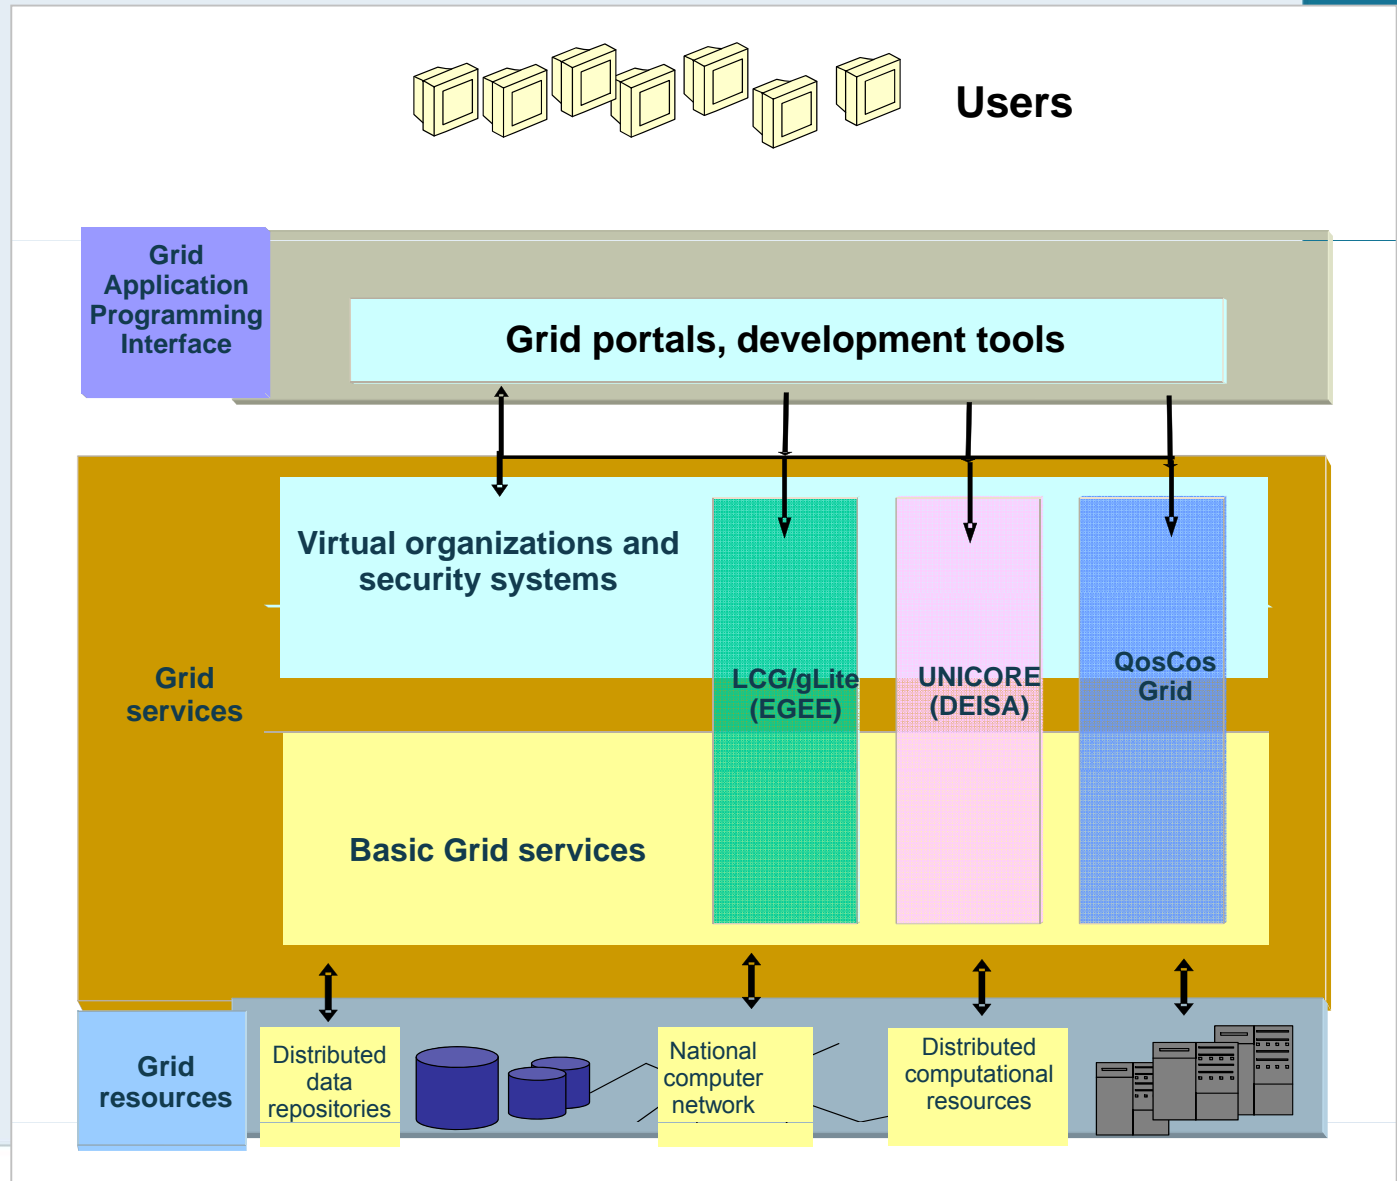 Users
Grid
Application
Programming
Interface
Grid portals, development tools
Virtual organizations and
security systems
Grid
services
LCG/gLite
(EGEE)
UNICORE
(DEISA)
QosCos
Grid
Basic Grid services
Grid
resources
Distributed
data
repositories
National
computer
network
Distributed
computational
resources